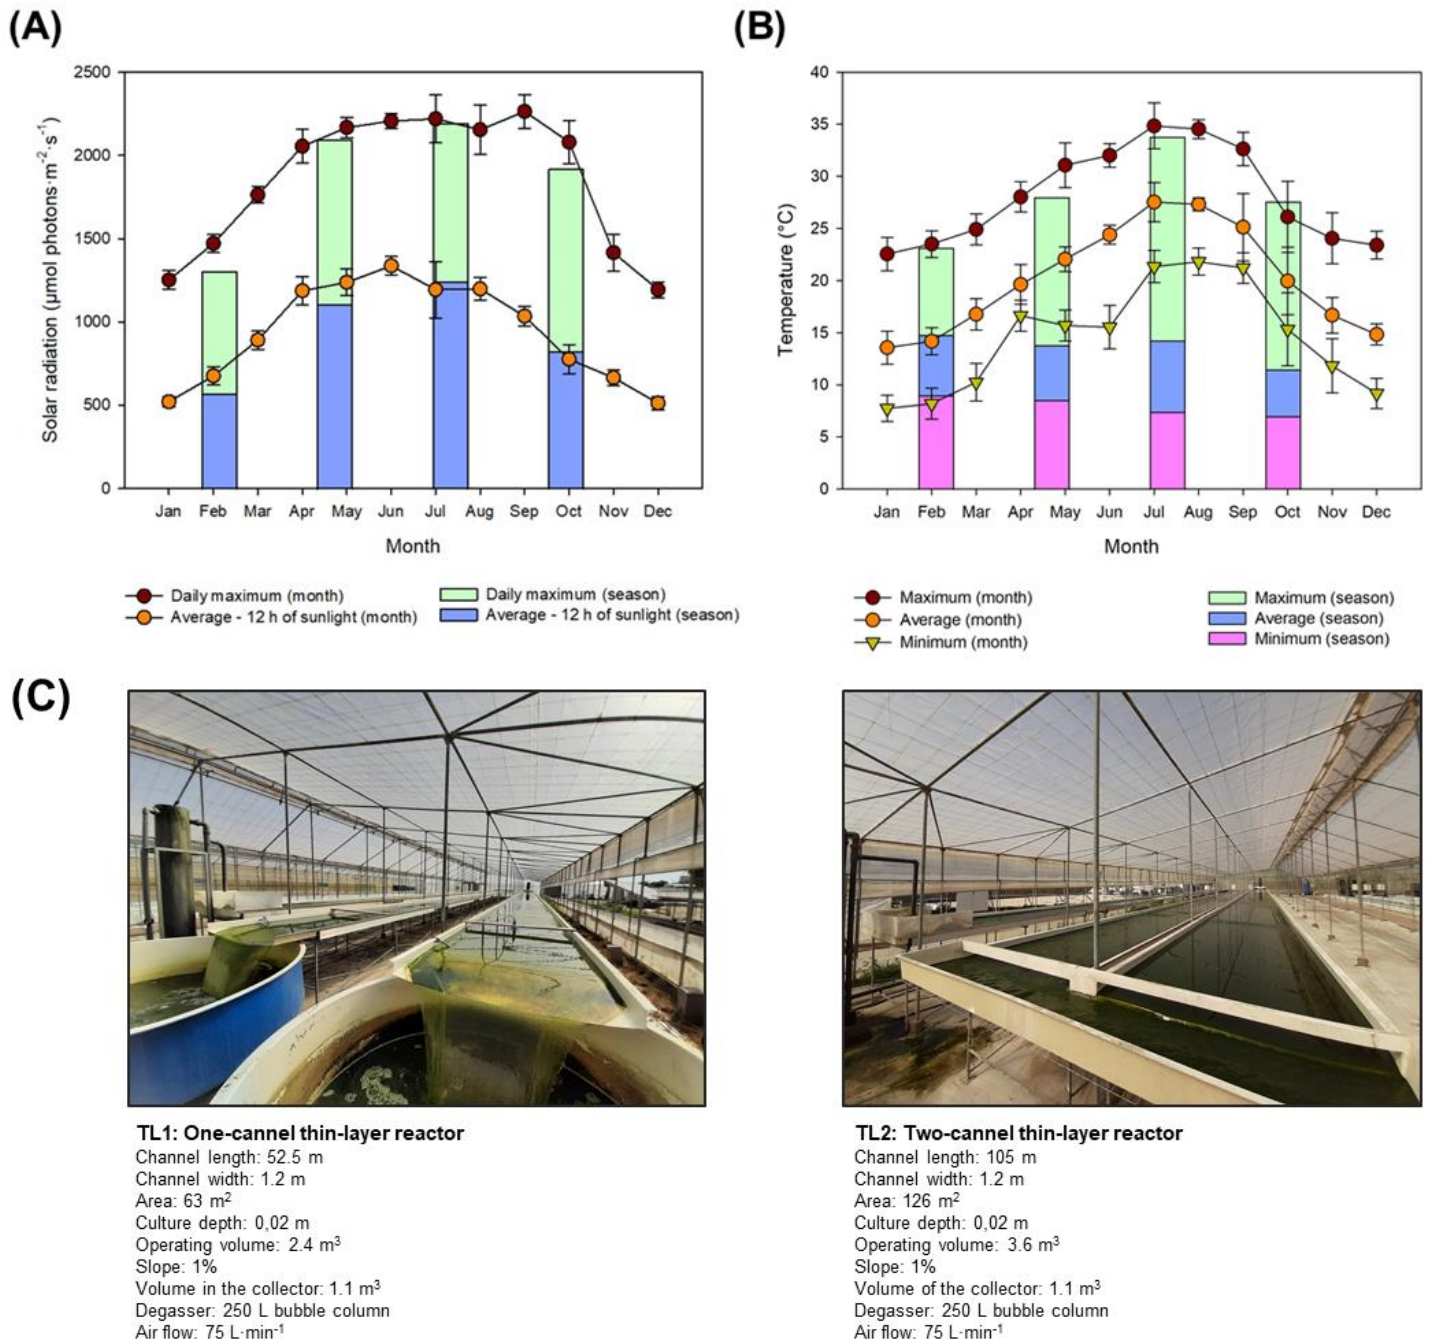 (A)
2500
2000
1500
1000
500
0
Solar radiation (µmol photons·m⁻²·s⁻¹)
Jan Feb Mar Apr May Jun Jul Aug Sep Oct Nov Dec
Month
Daily maximum (month)
Average - 12 h of sunlight (month)
Daily maximum (season)
Average - 12 h of sunlight (season)
(B)
40
35
30
25
20
15
10
5
0
Temperature (°C)
Jan Feb Mar Apr May Jun Jul Aug Sep Oct Nov Dec
Month
Maximum (month)
Average (month)
Minimum (month)
Maximum (season)
Average (season)
Minimum (season)
(C)
TL1: One-cannel thin-layer reactor
Channel length: 52.5 m
Channel width: 1.2 m
Area: 63 m²
Culture depth: 0,02 m
Operating volume: 2.4 m³
Slope: 1%
Volume in the collector: 1.1 m³
Degasser: 250 L bubble column
Air flow: 75 L·min⁻¹
TL2: Two-cannel thin-layer reactor
Channel length: 105 m
Channel width: 1.2 m
Area: 126 m²
Culture depth: 0,02 m
Operating volume: 3.6 m³
Slope: 1%
Volume of the collector: 1.1 m³
Degasser: 250 L bubble column
Air flow: 75 L·min⁻¹